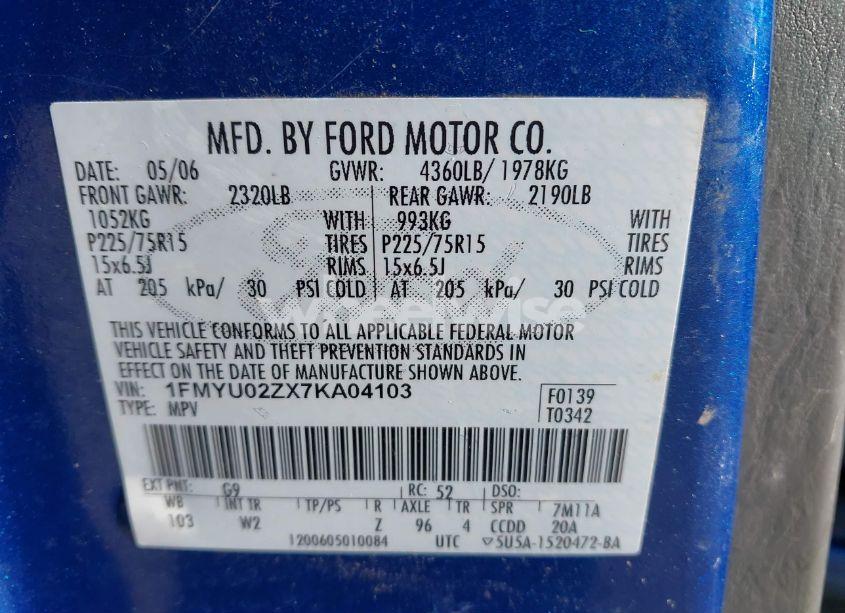 MFD. BY FORD MOTOR CO.
DATE: 05/06 GVWR: 4360LB/ 1978KG
FRONT GAWR: 2320LB REAR GAWR: 2190LB
1052KG WITH 993KG WITH
P225/75R15 TIRES P225/75R15 TIRES
15x6.5J RIMS 15x6.5J RIMS
AT 205 kPa/ 30 PSI COLD AT 205 kPa/ 30 PSI COLD
wheelwise
THIS VEHICLE CONFORMS TO ALL APPLICABLE FEDERAL MOTOR
VEHICLE SAFETY AND THEFT PREVENTION STANDARDS IN
EFFECT ON THE DATE OF MANUFACTURE SHOWN ABOVE.
VIN: 1FMYU02ZX7KA04103 F0139
TYPE: MPV T0342
EXT PNT: G9 RC: 52 DSO:
WB INT TR TP/PS R AXLE TR SPR 7M11A
103 W2 Z 96 4 CCDD 20A
1200605010084 UTC ▽5U5A-1520472-BA